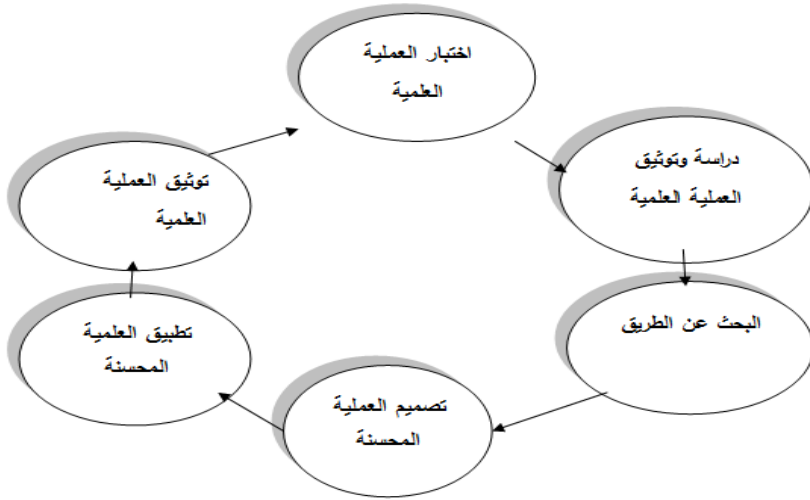 اختبار العملية
العلمية
دراسة وتوثيق
العملية العلمية
البحث عن الطريق
تصميم العملية
المحسنة
تطبيق العلمية
المحسنة
توثيق العملية
العلمية